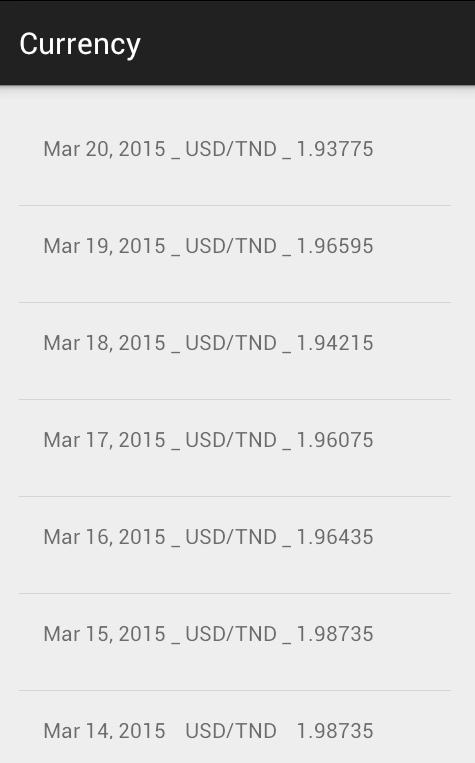 Currency
Mar 20, 2015 _ USD/TND _ 1.93775
Mar 19, 2015 _ USD/TND _ 1.96595
Mar 18, 2015 _ USD/TND _ 1.94215
Mar 17, 2015 _ USD/TND _ 1.96075
Mar 16, 2015 _ USD/TND _ 1.96435
Mar 15, 2015 _ USD/TND _ 1.98735
Mar 14, 2015 USD/TND 1.98735